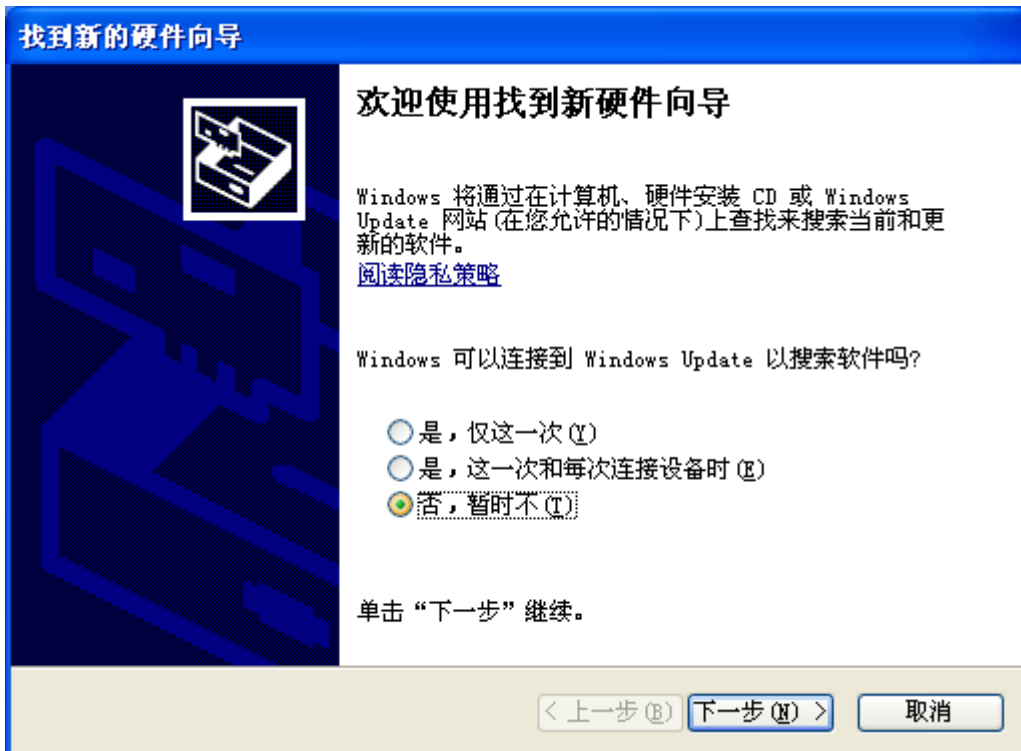 找到新的硬件向导
欢迎使用找到新硬件向导
Windows 将通过在计算机、硬件安装 CD 或 Windows
Update 网站(在您允许的情况下)上查找来搜索当前和更
新的软件。
阅读隐私策略
Windows 可以连接到 Windows Update 以搜索软件吗?
是，仅这一次(Y)
是，这一次和每次连接设备时(E)
否，暂时不(T)
单击“下一步”继续。
< 上一步(B) 下一步(N) > 取消